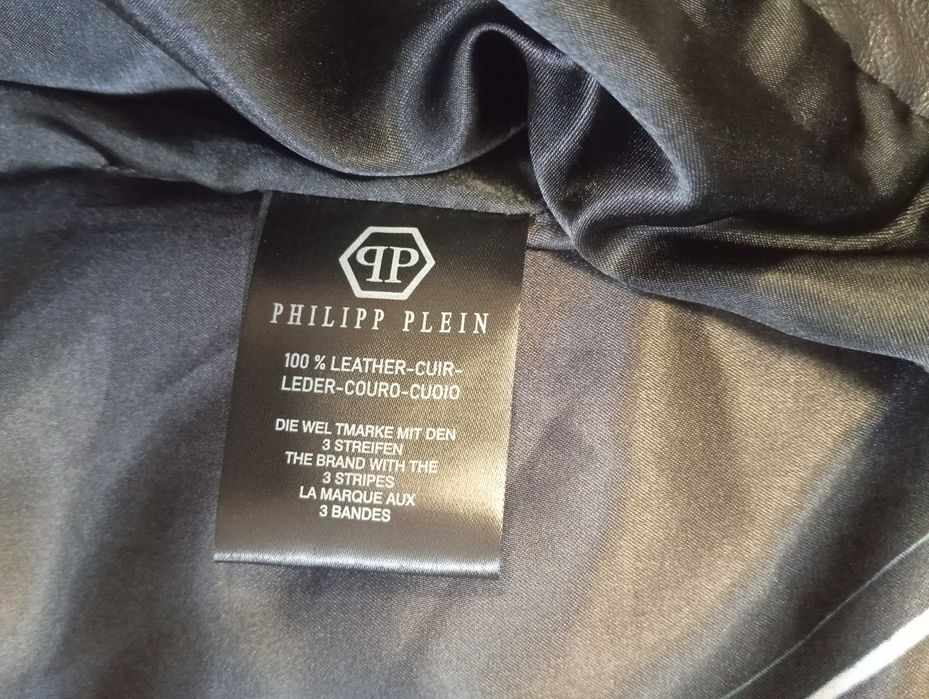 PP
PHILIPP PLEIN
100 % LEATHER-CUIR-
LEDER-COURO-CUOIO
DIE WEL TMARKE MIT DEN
3 STREIFEN
THE BRAND WITH THE
3 STRIPES
LA MARQUE AUX
3 BANDES